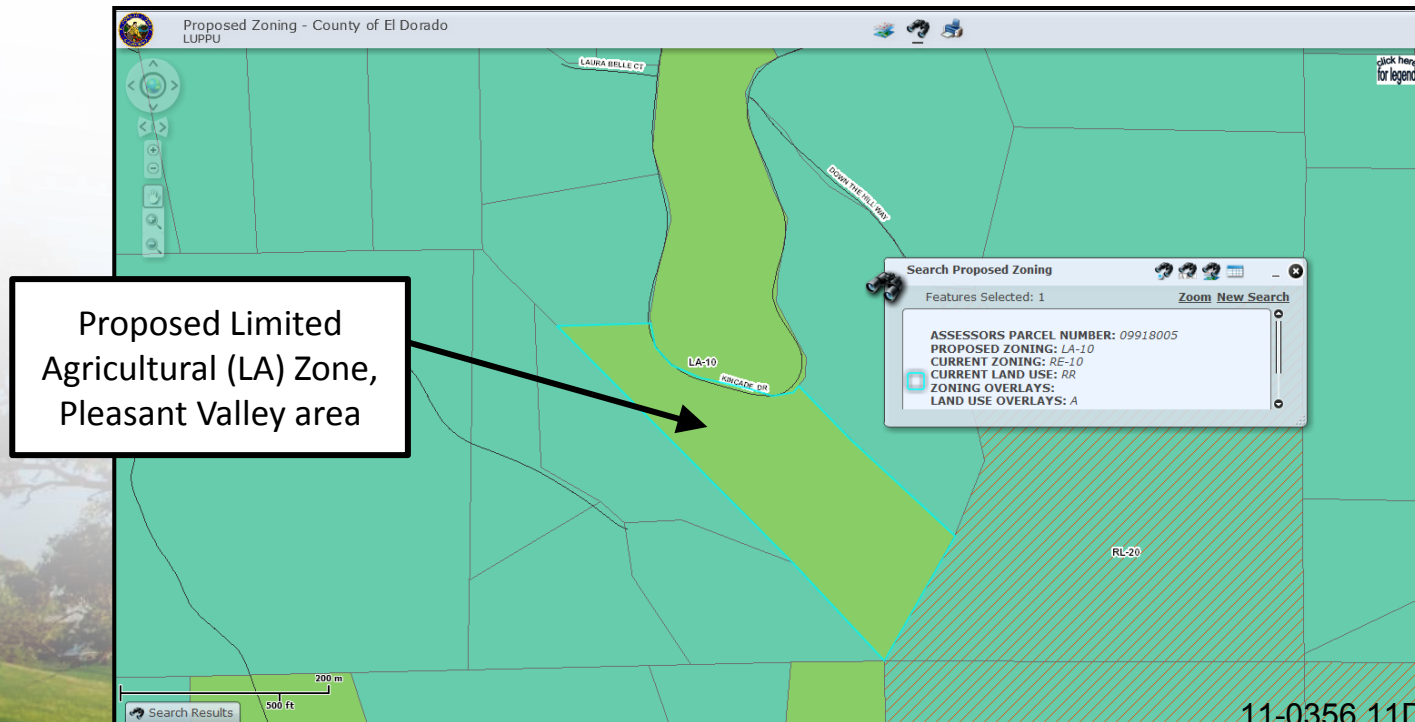 Proposed Zoning - County of El Dorado
LUPPU
click here
for legend
LAURA BELLE CT
DOWN THE HILL WAY
Search Proposed Zoning
Features Selected: 1
Zoom New Search
ASSESSORS PARCEL NUMBER: 09918005
PROPOSED ZONING: LA-10
CURRENT ZONING: RE-10
CURRENT LAND USE: RR
ZONING OVERLAYS:
LAND USE OVERLAYS: A
Proposed Limited
Agricultural (LA) Zone,
Pleasant Valley area
LA-10
KINCADE DR
RL-20
200 m
500 ft
Search Results
11-0356 11D